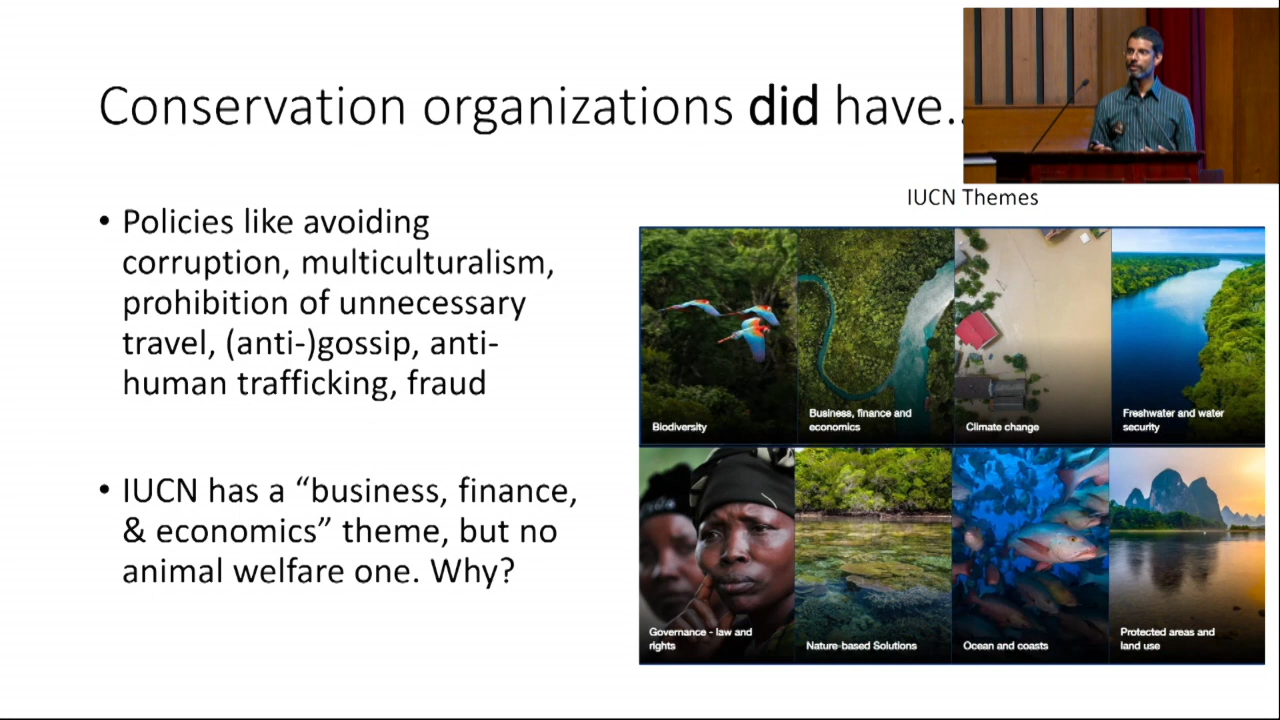 Conservation organizations did have..
• Policies like avoiding
corruption, multiculturalism,
prohibition of unnecessary
travel, (anti-)gossip, anti-
human trafficking, fraud
• IUCN has a “business, finance,
& economics” theme, but no
animal welfare one. Why?
IUCN Themes
Biodiversity
Business, finance and
economics
Climate change
Freshwater and water
security
Governance - law and
rights
Nature-based Solutions
Ocean and coasts
Protected areas and
land use